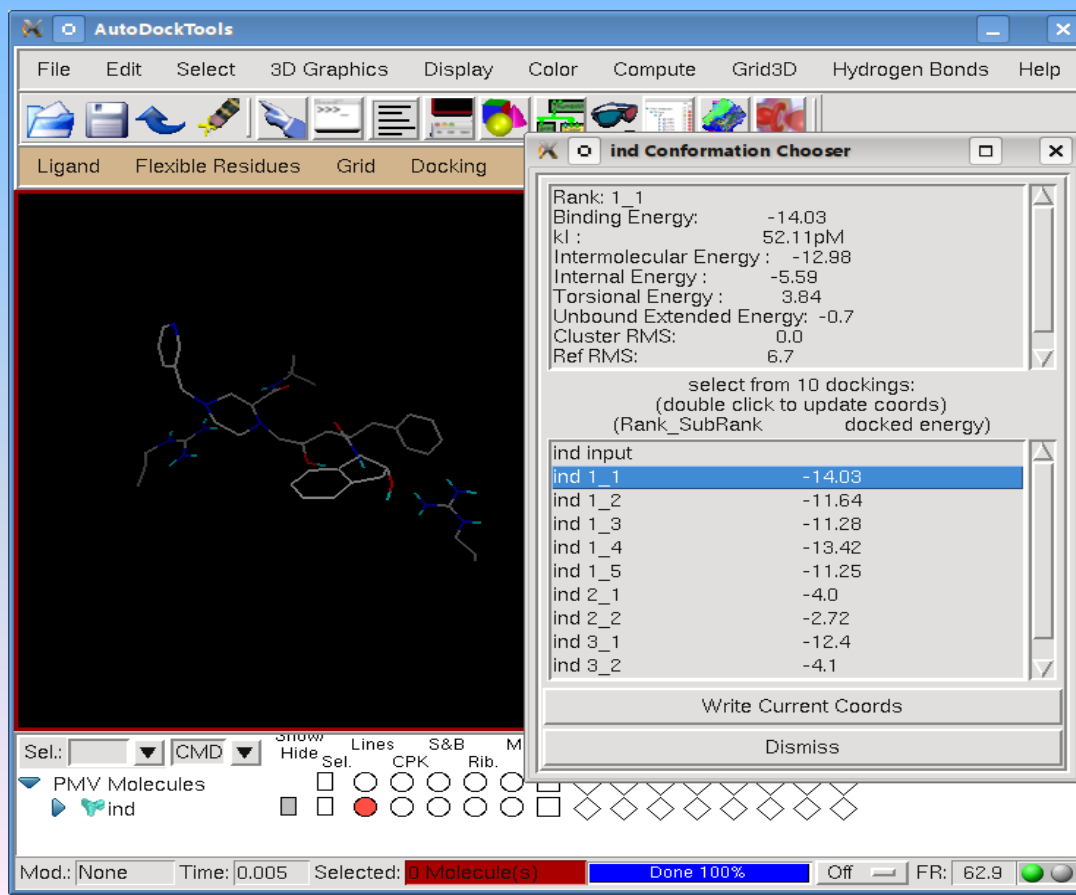 AutoDockTools
File Edit Select 3D Graphics Display Color Compute Grid3D Hydrogen Bonds Help
Ligand Flexible Residues Grid Docking
ind Conformation Chooser
Rank: 1_1
Binding Energy: -14.03
kI : 52.11pM
Intermolecular Energy : -12.98
Internal Energy : -5.59
Torsional Energy : 3.84
Unbound Extended Energy: -0.7
Cluster RMS: 0.0
Ref RMS: 6.7
select from 10 dockings:
(double click to update coords)
(Rank_SubRank docked energy)
ind input
ind 1_1 -14.03
ind 1_2 -11.64
ind 1_3 -11.28
ind 1_4 -13.42
ind 1_5 -11.25
ind 2_1 -4.0
ind 2_2 -2.72
ind 3_1 -12.4
ind 3_2 -4.1
Write Current Coords
Dismiss
Sel.: CMD Show/ Hide Sel. Lines CPK S&B Rib. M
PMV Molecules
ind
Mod.: None Time: 0.005 Selected: 0 Molecule(s) Done 100% Off FR: 62.9